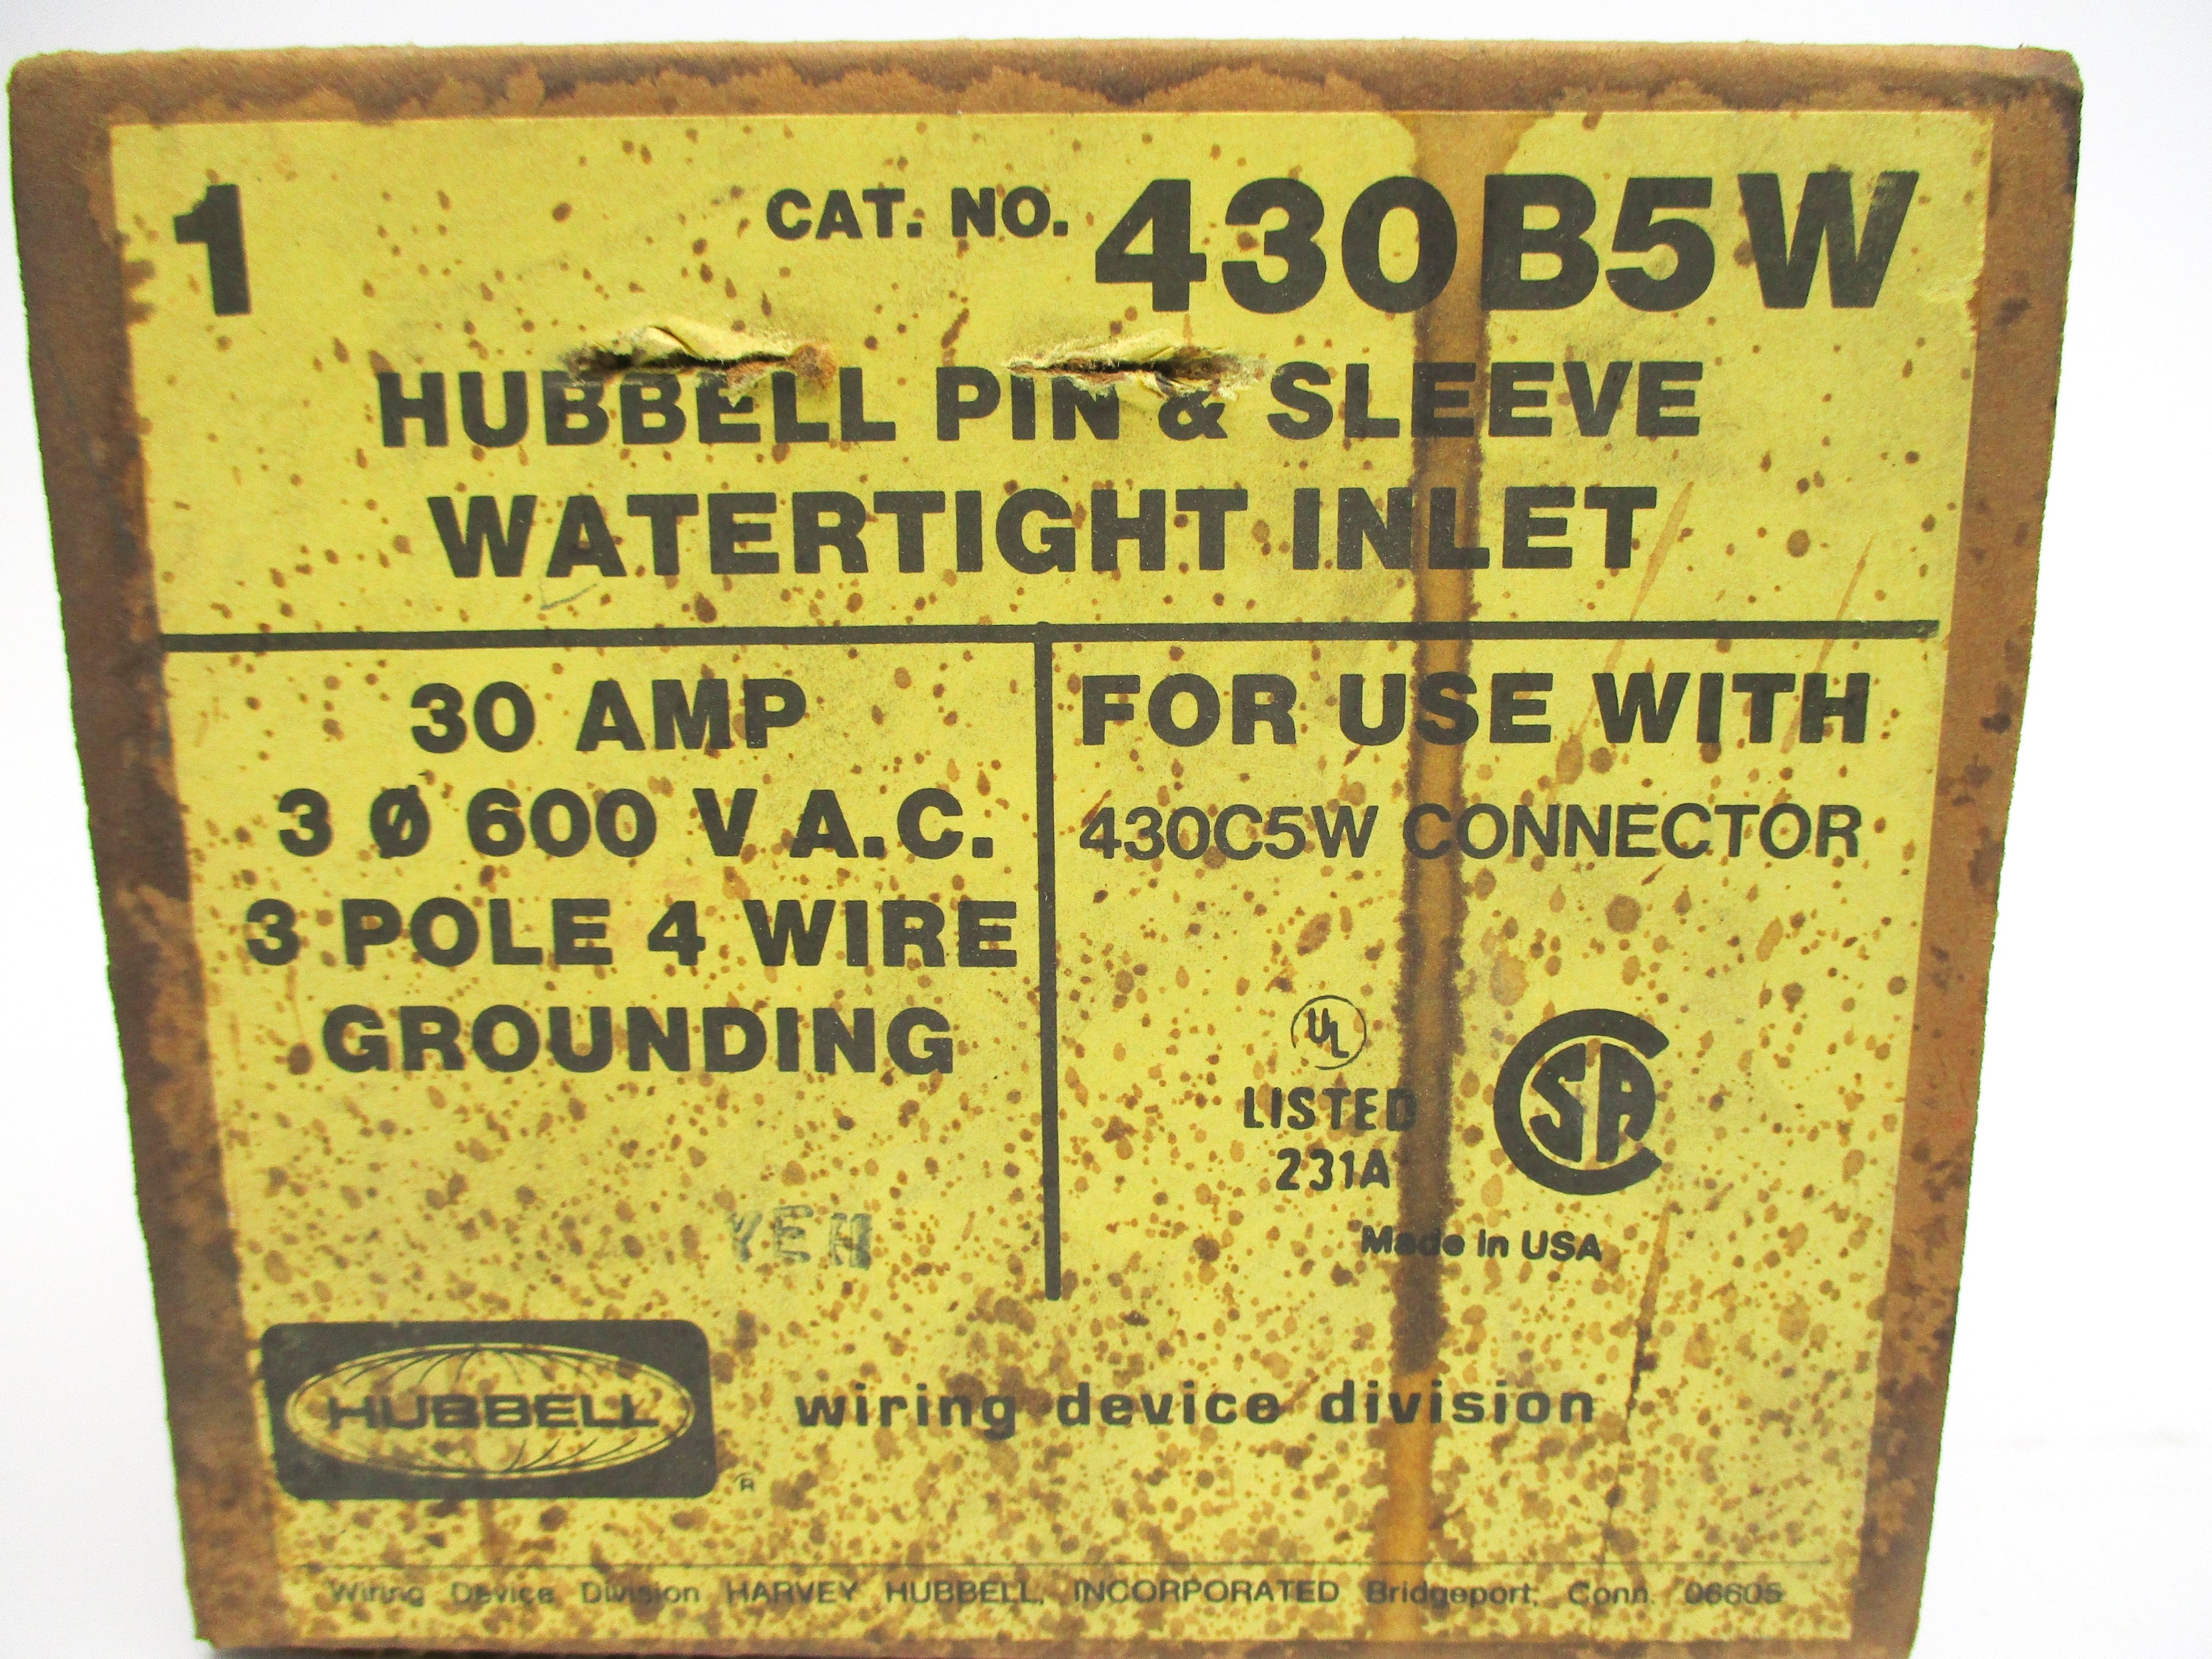 1 CAT. NO. 430B5W
HUBBELL PIN & SLEEVE
WATERTIGHT INLET
30 AMP
3 Ø 600 V A.C.
3 POLE 4 WIRE
GROUNDING
YEH
FOR USE WITH
430C5W CONNECTOR
UL
LISTED
231A
CSA
Made in USA
HUBBELL ®
wiring device division
Wiring Device Division HARVEY HUBBELL, INCORPORATED Bridgeport, Conn. 06605